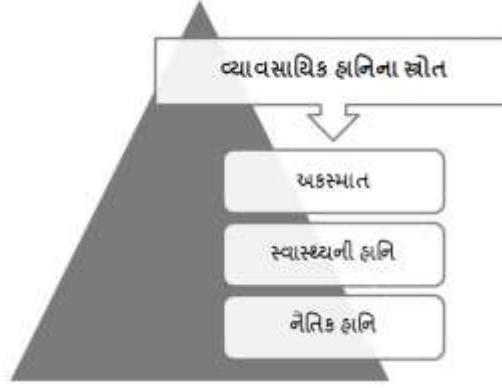 વ્યાવસાયિક હાનિના સ્ત્રોત
અકસ્માત
સ્વાસ્થ્યની હાનિ
નૈતિક હાનિ